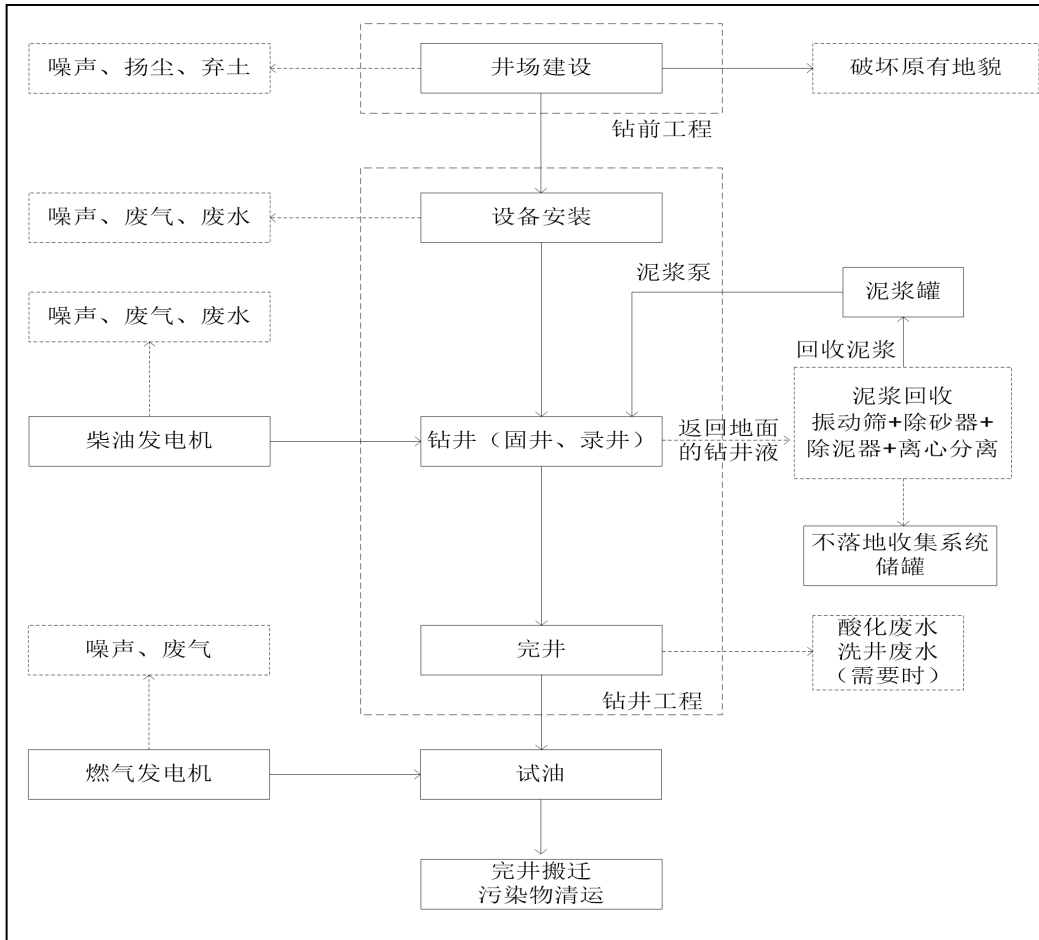 噪声、扬尘、弃土
井场建设
破坏原有地貌
钻前工程
噪声、废气、废水
设备安装
泥浆泵
泥浆罐
噪声、废气、废水
回收泥浆
柴油发电机
钻井（固井、录井）
返回地面
的钻井液
泥浆回收
振动筛+除砂器+
除泥器+离心分离
不落地收集系统
储罐
噪声、废气
完井
酸化废水
洗井废水
（需要时）
钻井工程
燃气发电机
试油
完井搬迁
污染物清运